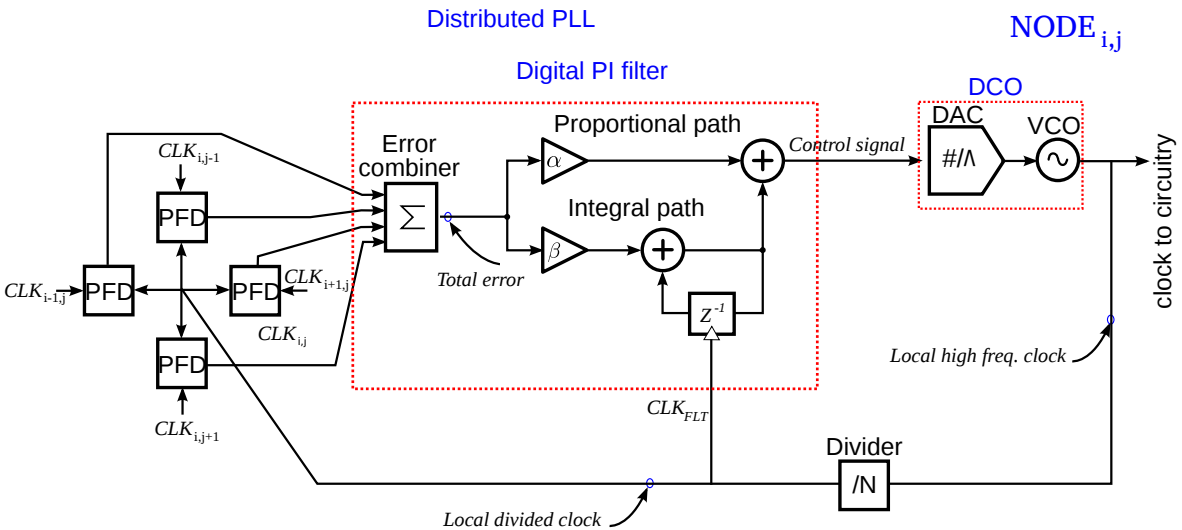 Distributed PLL
NODE i,j
Digital PI filter
DCO
Error
combiner
Proportional path
Control signal
DAC
VCO
CLK i,j-1
α
#/Λ
PFD
Σ
Integral path
β
Total error
CLK i-1,j
PFD
PFD
CLK i+1,j
CLK i,j
Z -1
PFD
CLK i,j+1
CLK FLT
Local high freq. clock
clock to circuitry
Divider
/N
Local divided clock